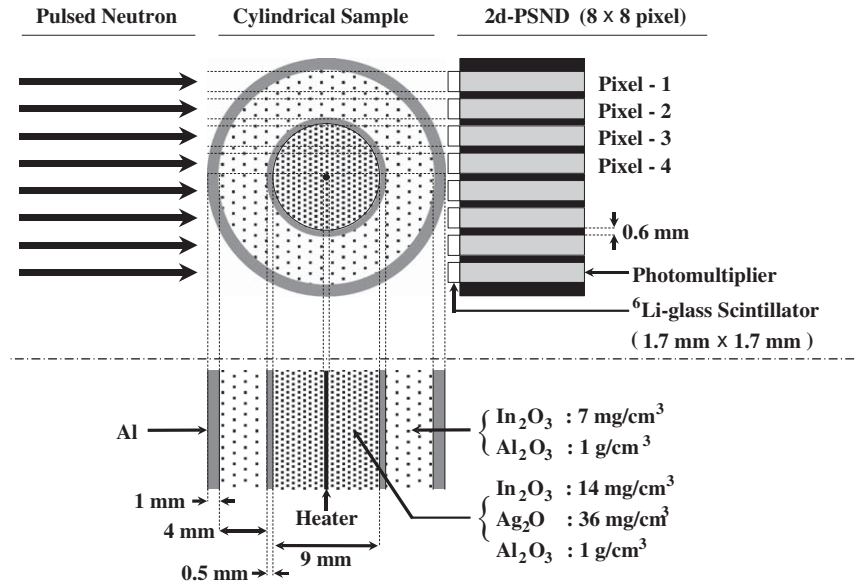 Pulsed Neutron
Cylindrical Sample
2d-PSND (8 × 8 pixel)
Pixel - 1
Pixel - 2
Pixel - 3
Pixel - 4
0.6 mm
Photomultiplier
⁶Li-glass Scintillator
( 1.7 mm × 1.7 mm )
Al
In₂O₃ : 7 mg/cm³
Al₂O₃ : 1 g/cm³
In₂O₃ : 14 mg/cm³
Ag₂O : 36 mg/cm³
Al₂O₃ : 1 g/cm³
1 mm
Heater
4 mm
9 mm
0.5 mm